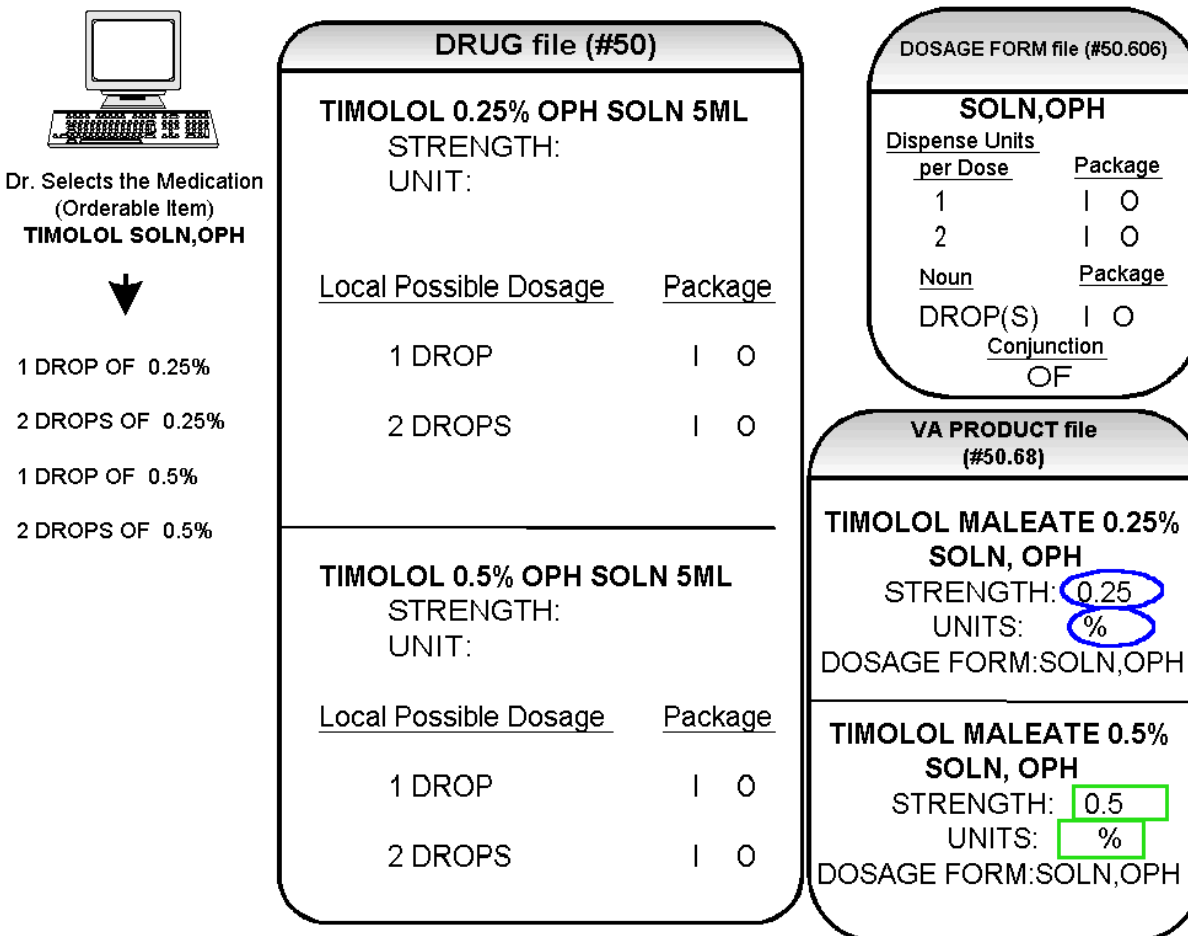 Dr. Selects the Medication
(Orderable Item)
TIMOLOL SOLN,OPH
1 DROP OF 0.25%
2 DROPS OF 0.25%
1 DROP OF 0.5%
2 DROPS OF 0.5%
DRUG file (#50)
TIMOLOL 0.25% OPH SOLN 5ML
STRENGTH:
UNIT:
Local Possible Dosage Package
1 DROP I O
2 DROPS I O
TIMOLOL 0.5% OPH SOLN 5ML
STRENGTH:
UNIT:
Local Possible Dosage Package
1 DROP I O
2 DROPS I O
DOSAGE FORM file (#50.606)
SOLN,OPH
Dispense Units
per Dose Package
1 I O
2 I O
Noun Package
DROP(S) I O
Conjunction
OF
VA PRODUCT file
(#50.68)
TIMOLOL MALEATE 0.25%
SOLN, OPH
STRENGTH: 0.25
UNITS: %
DOSAGE FORM:SOLN,OPH
TIMOLOL MALEATE 0.5%
SOLN, OPH
STRENGTH: 0.5
UNITS: %
DOSAGE FORM:SOLN,OPH